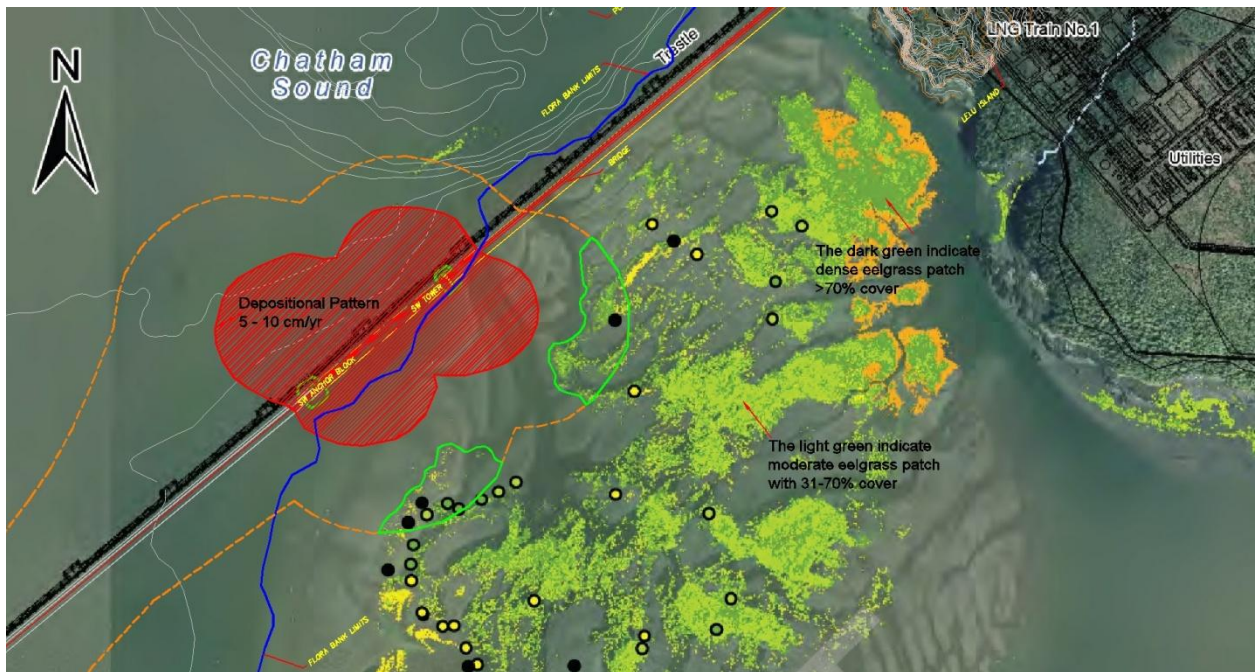 N
Chatham
Sound
FLORA BANK LIMITS
Trestle
BRIDGE
LNG Train No.1
LELU ISLAND
Utilities
Depositional Pattern
5 - 10 cm/yr
SW TOWER
SW ANCHOR BLOCK
The dark green indicate
dense eelgrass patch
>70% cover
The light green indicate
moderate eelgrass patch
with 31-70% cover
FLORA BANK LIMITS